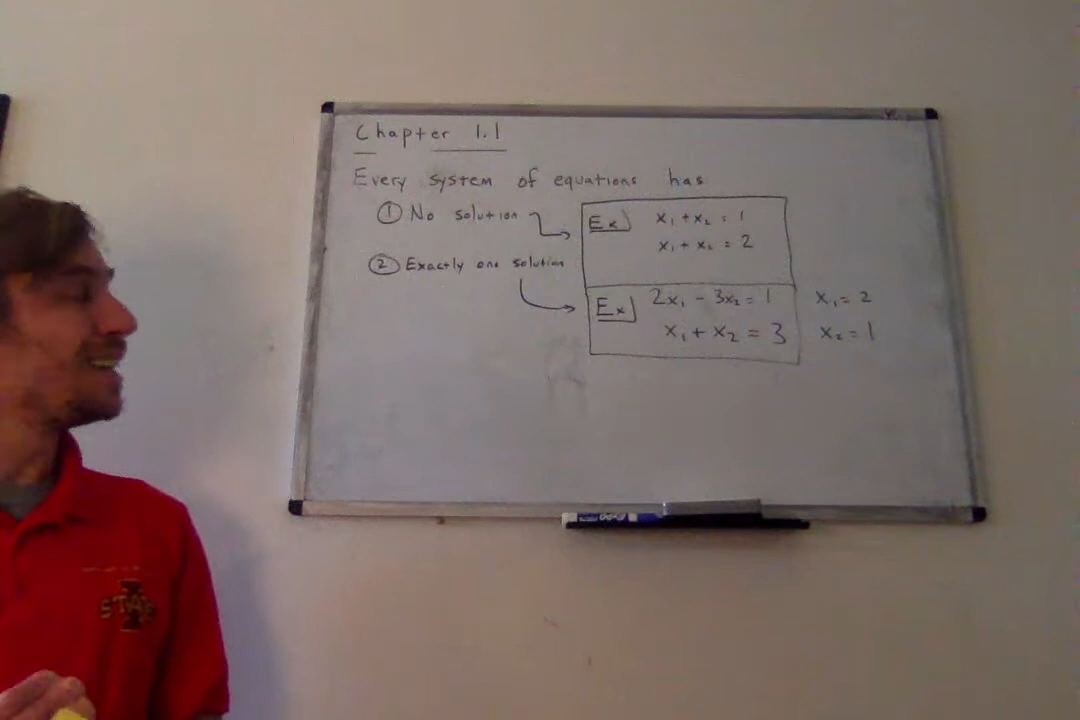 Chapter 1.1
Every system of equations has
① No solution
Ex) x₁ + x₂ = 1
x₁ + x₂ = 2
② Exactly one solution
Ex) 2x₁ - 3x₂ = 1 x₁ = 2
x₁ + x₂ = 3 x₂ = 1
STATE